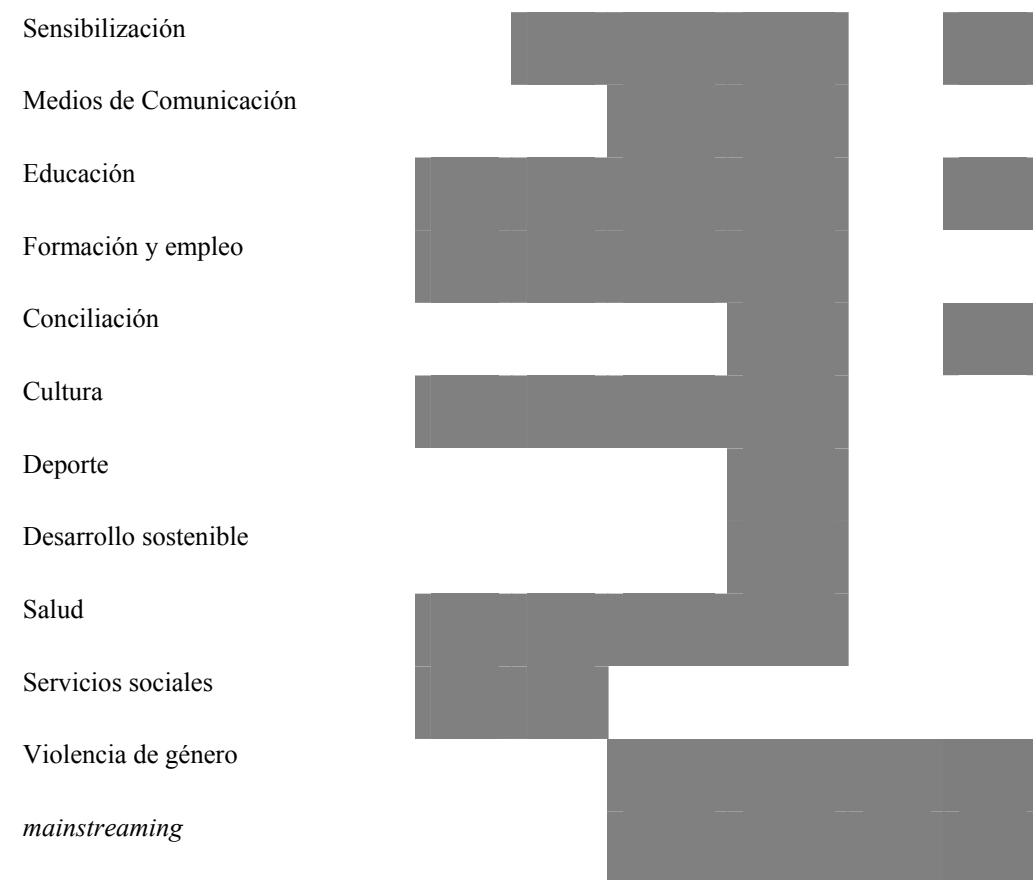 Sensibilización
Medios de Comunicación
Educación
Formación y empleo
Conciliación
Cultura
Deporte
Desarrollo sostenible
Salud
Servicios sociales
Violencia de género
mainstreaming